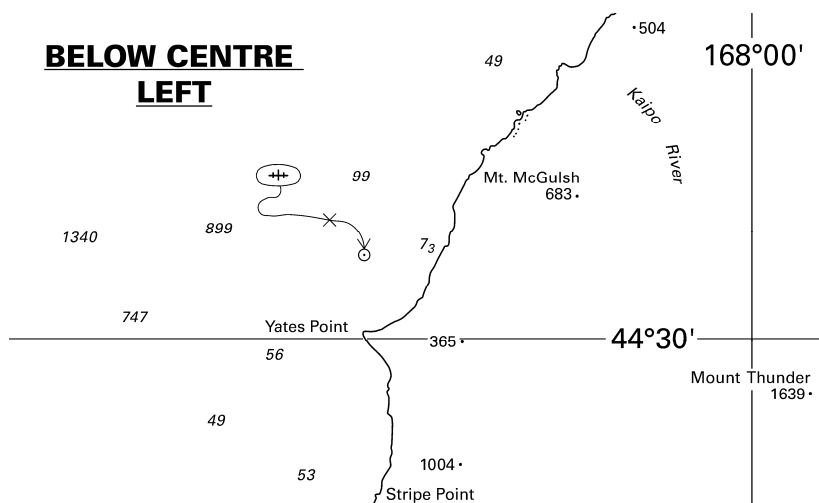 BELOW CENTRE
LEFT
504
168°00'
49
Kaipo
River
99
Mt. McGulsh
683
1340
899
7₃
747
Yates Point
365
44°30'
56
Mount Thunder
1639
49
1004
53
Stripe Point